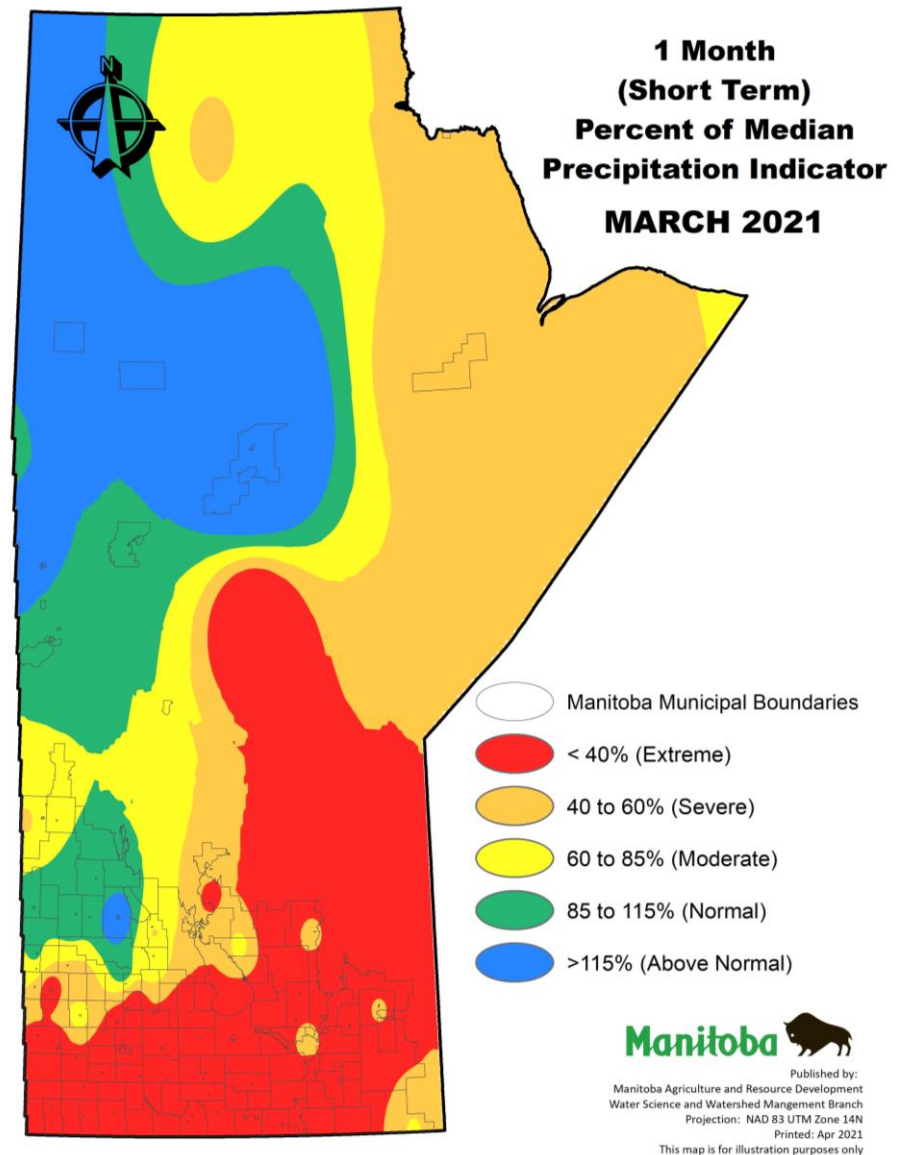 N
1 Month
(Short Term)
Percent of Median
Precipitation Indicator
MARCH 2021
Manitoba Municipal Boundaries
< 40% (Extreme)
40 to 60% (Severe)
60 to 85% (Moderate)
85 to 115% (Normal)
>115% (Above Normal)
Manitoba
Published by:
Manitoba Agriculture and Resource Development
Water Science and Watershed Mangement Branch
Projection: NAD 83 UTM Zone 14N
Printed: Apr 2021
This map is for illustration purposes only